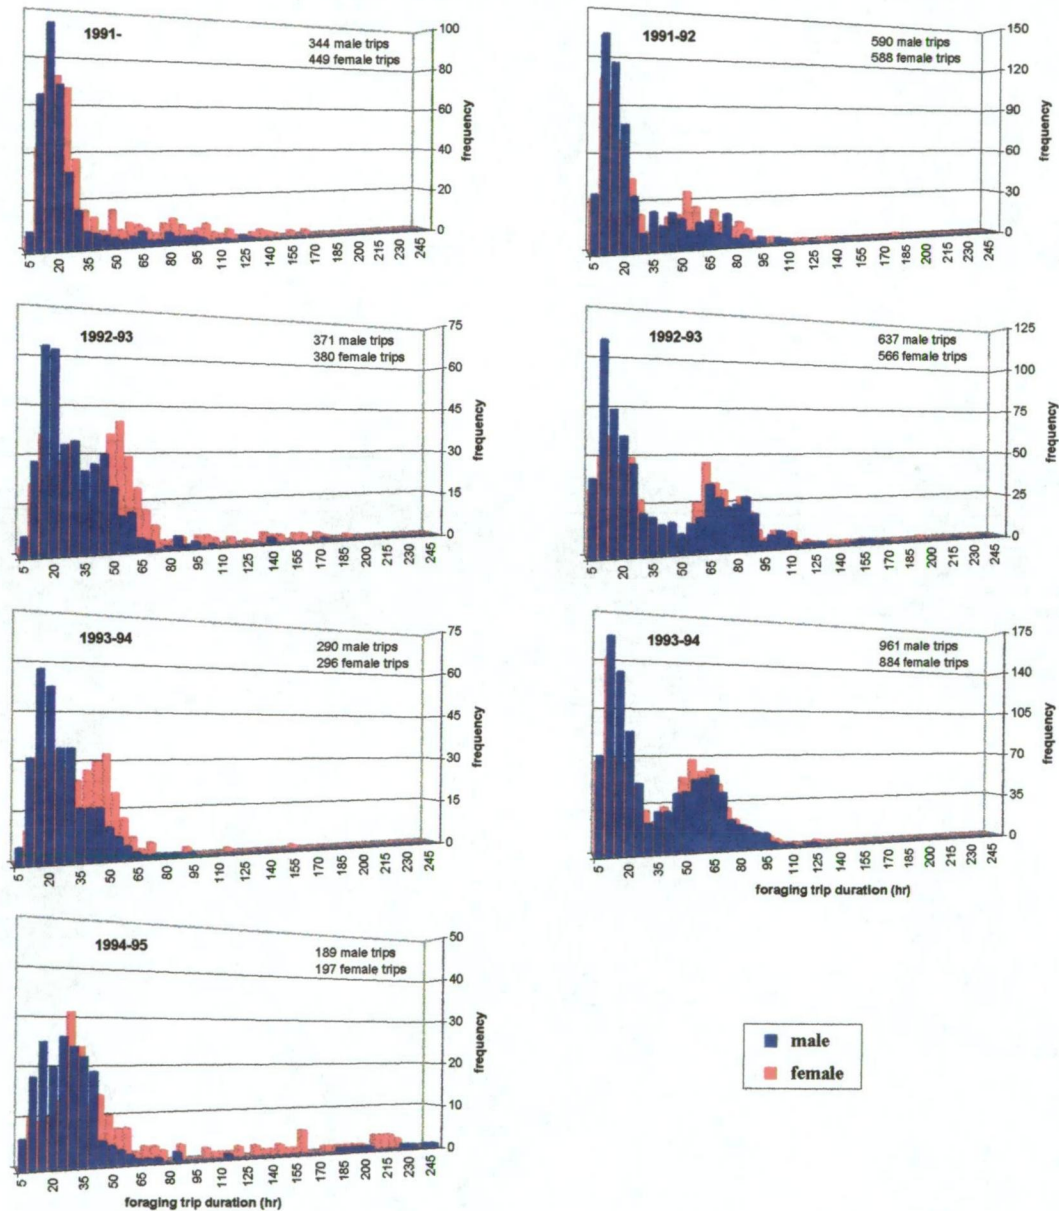 1991-
344 male trips
449 female trips
100
80
60
40
20
0
frequency
5 20 35 50 65 80 95 110 125 140 155 170 185 200 215 230 245
1991-92
590 male trips
588 female trips
150
120
90
60
30
0
frequency
5 20 35 50 65 80 95 110 125 140 155 170 185 200 215 230 245
1992-93
371 male trips
380 female trips
75
60
45
30
15
0
frequency
5 20 35 50 65 80 95 110 125 140 155 170 185 200 215 230 245
1992-93
637 male trips
566 female trips
125
100
75
50
25
0
frequency
5 20 35 50 65 80 95 110 125 140 155 170 185 200 215 230 245
1993-94
290 male trips
296 female trips
75
60
45
30
15
0
frequency
5 20 35 50 65 80 95 110 125 140 155 170 185 200 215 230 245
1993-94
961 male trips
884 female trips
175
140
105
70
35
0
frequency
5 20 35 50 65 80 95 110 125 140 155 170 185 200 215 230 245
foraging trip duration (hr)
1994-95
189 male trips
197 female trips
50
40
30
20
10
0
frequency
5 20 35 50 65 80 95 110 125 140 155 170 185 200 215 230 245
foraging trip duration (hr)
male
female